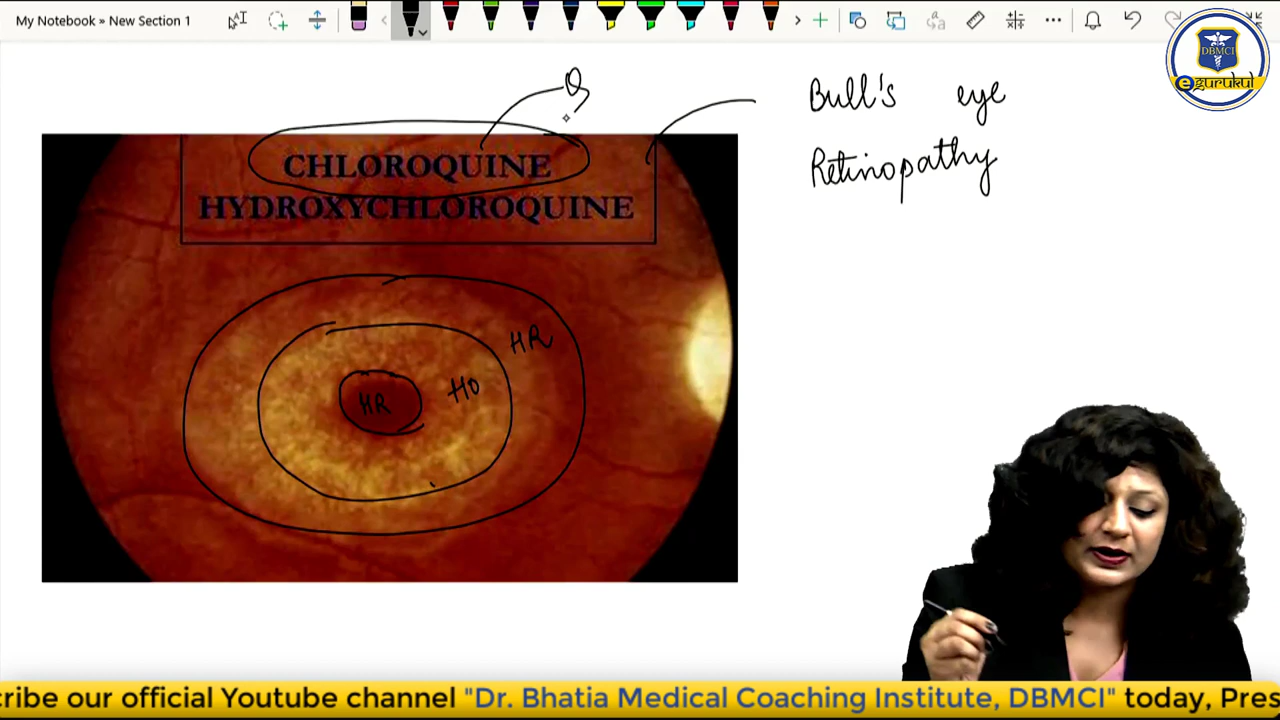 My Notebook » New Section 1
DBMCI
egurukul
Bull's eye
Retinopathy
CHLOROQUINE
HYDROXYCHLOROQUINE
HR
HO
HR
cribe our official Youtube channel "Dr. Bhatia Medical Coaching Institute, DBMCI" today, Pres